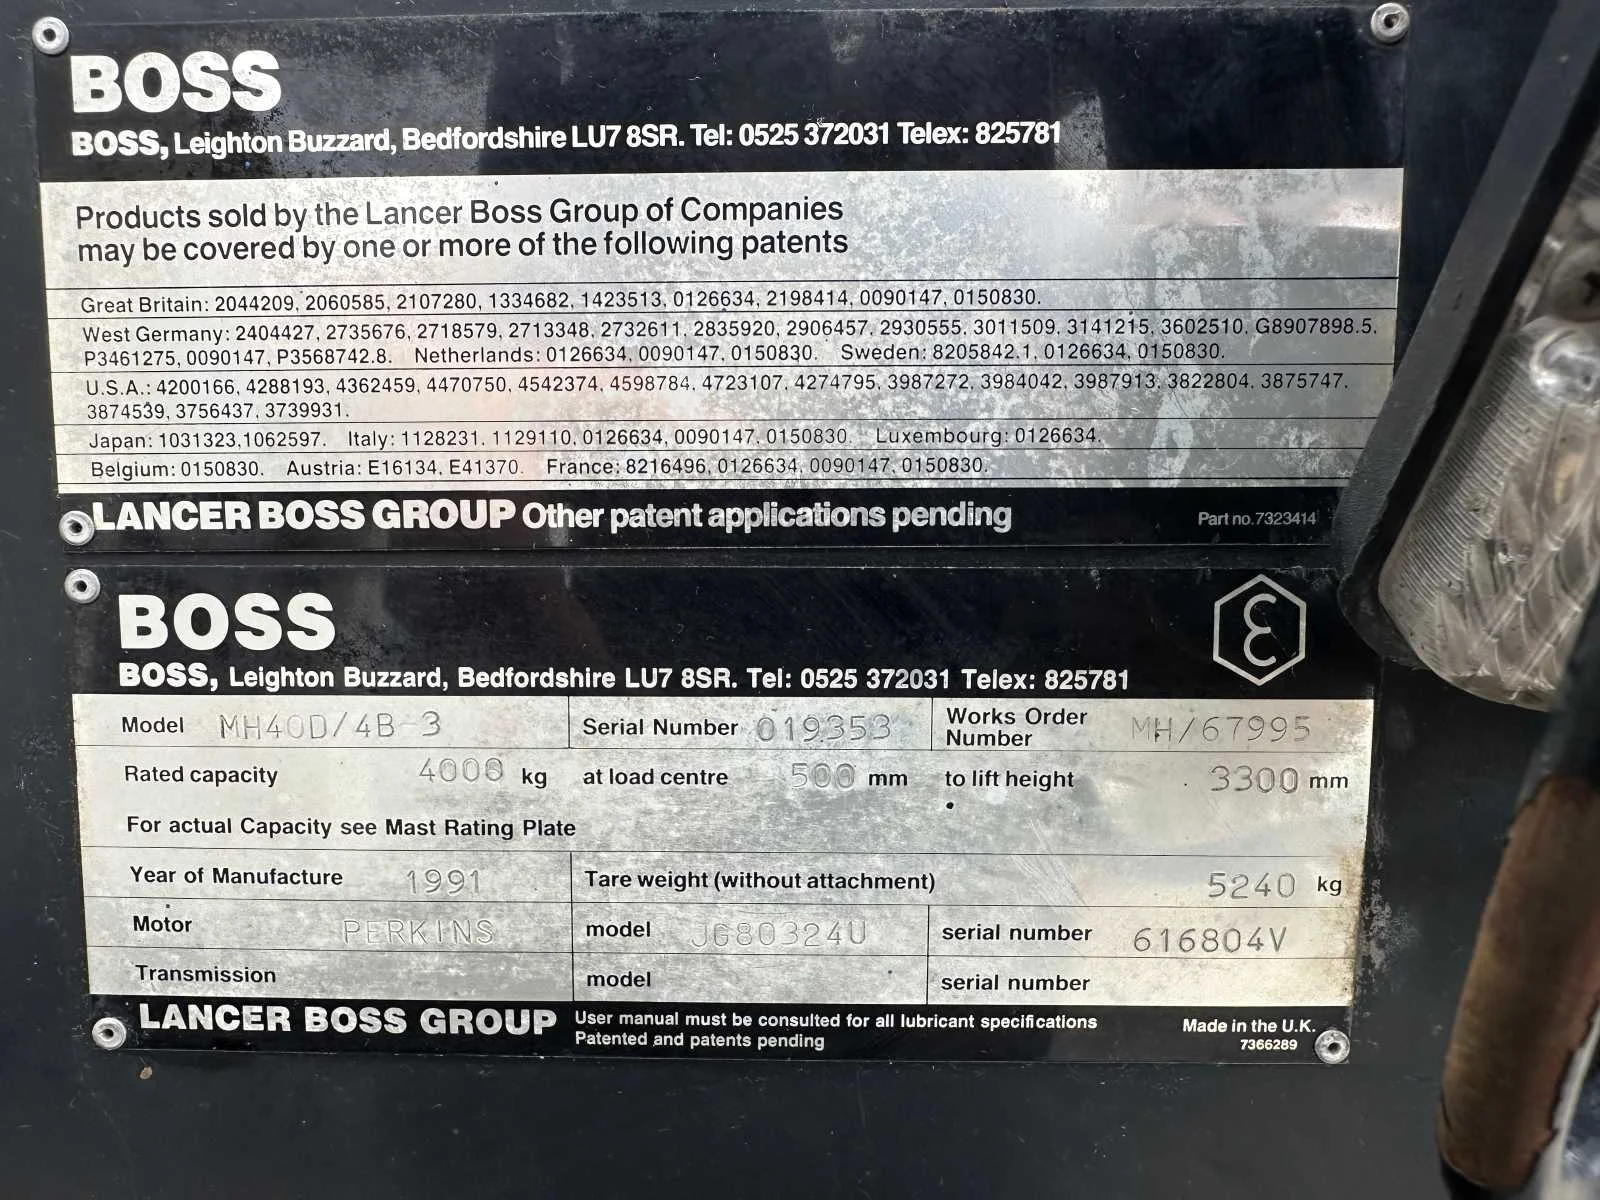 BOSS
BOSS, Leighton Buzzard, Bedfordshire LU7 8SR. Tel: 0525 372031 Telex: 825781
Products sold by the Lancer Boss Group of Companies
may be covered by one or more of the following patents
Great Britain: 2044209, 2060585, 2107280, 1334682, 1423513, 0126634, 2198414, 0090147, 0150830.
West Germany: 2404427, 2735676, 2718579, 2713348, 2732611, 2835920, 2906457, 2930555, 3011509, 3141215, 3602510, G8907898.5.
P3461275, 0090147, P3568742.8. Netherlands: 0126634, 0090147, 0150830. Sweden: 8205842.1, 0126634, 0150830.
U.S.A.: 4200166, 4288193, 4362459, 4470750, 4542374, 4598784, 4723107, 4274795, 3987272, 3984042, 3987913, 3822804, 3875747.
3874539, 3756437, 3739931.
Japan: 1031323,1062597. Italy: 1128231. 1129110, 0126634, 0090147, 0150830. Luxembourg: 0126634.
Belgium: 0150830. Austria: E16134, E41370. France: 8216496, 0126634, 0090147, 0150830.
LANCER BOSS GROUP Other patent applications pending Part no. 7323414
BOSS
BOSS, Leighton Buzzard, Bedfordshire LU7 8SR. Tel: 0525 372031 Telex: 825781
Model MH40D/4B-3 Serial Number 019353 Works Order Number MH/67995
Rated capacity 4000 kg at load centre 500 mm to lift height 3300 mm
For actual Capacity see Mast Rating Plate
Year of Manufacture 1991 Tare weight (without attachment) 5240 kg
Motor PERKINS model JG80324U serial number 616804V
Transmission model serial number
LANCER BOSS GROUP User manual must be consulted for all lubricant specifications Made in the U.K.
Patented and patents pending 7366289